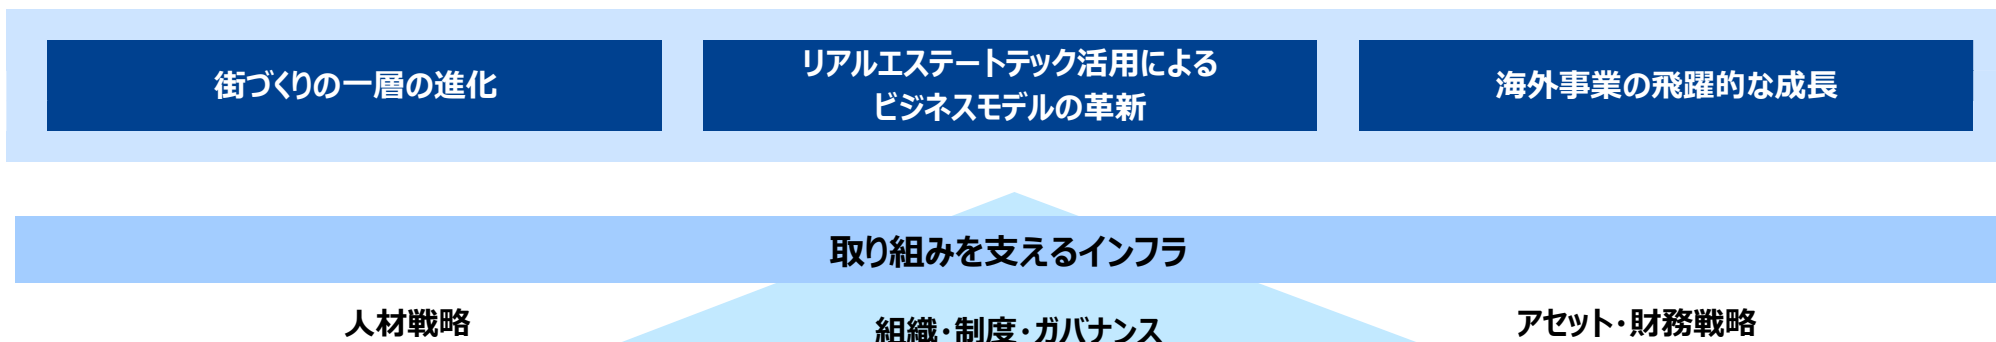 街づくりの一層の進化
リアルエステートテック活用による
ビジネスモデルの革新
海外事業の飛躍的な成長
取り組みを支えるインフラ
人材戦略
組織・制度・ガバナンス
アセット・財務戦略